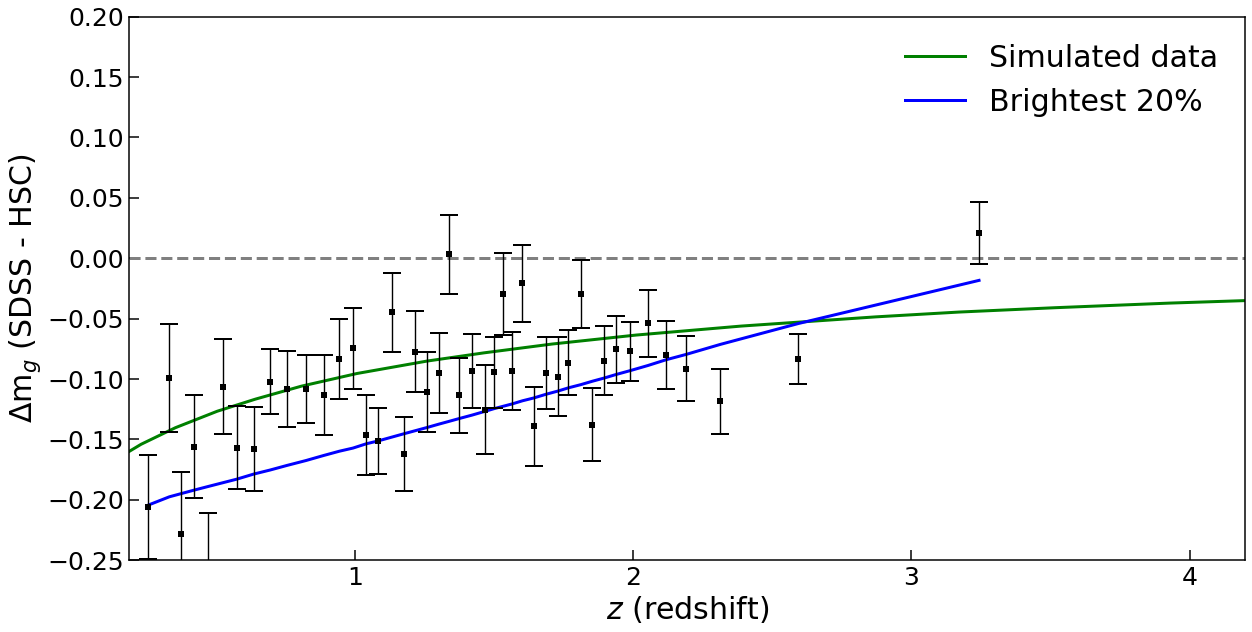 0.20
0.15
0.10
0.05
0.00
−0.05
−0.10
−0.15
−0.20
−0.25
Δm_g (SDSS - HSC)
Simulated data
Brightest 20%
1 2 3 4
z (redshift)